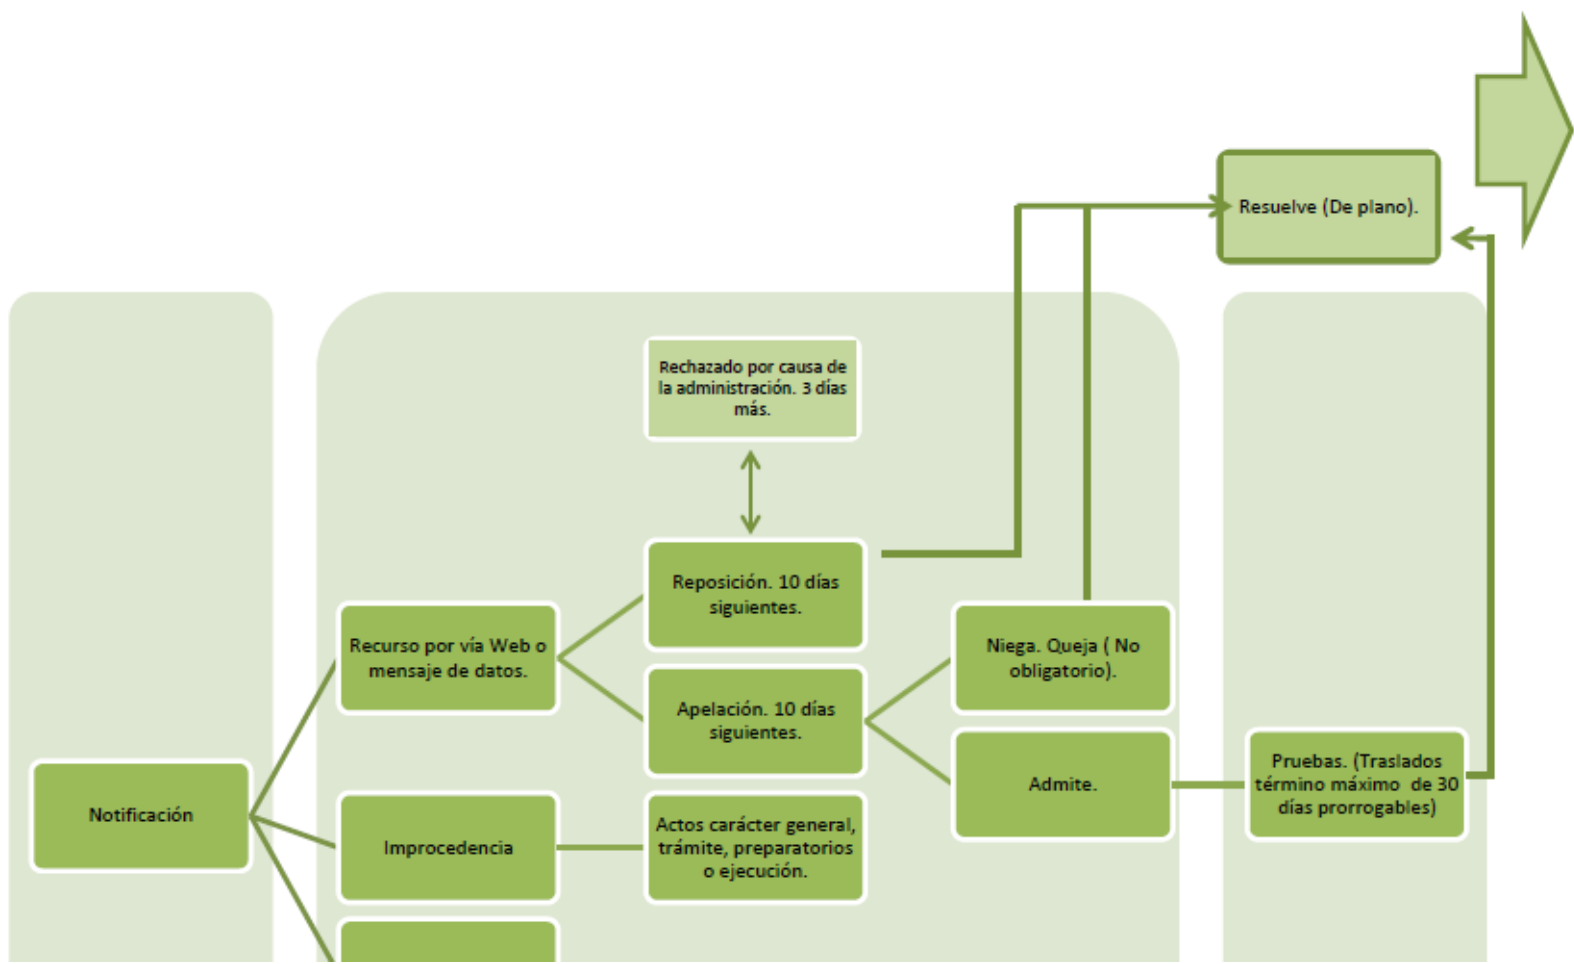 Resuelve (De plano).
Rechazado por causa de
la administración. 3 días
más.
Reposición. 10 días
siguientes.
Recurso por vía Web o
mensaje de datos.
Niega. Queja ( No
obligatorio).
Apelación. 10 días
siguientes.
Admite.
Pruebas. (Traslados
término máximo  de 30
días prorrogables)
Notificación
Improcedencia
Actos carácter general,
trámite, preparatorios
o ejecución.